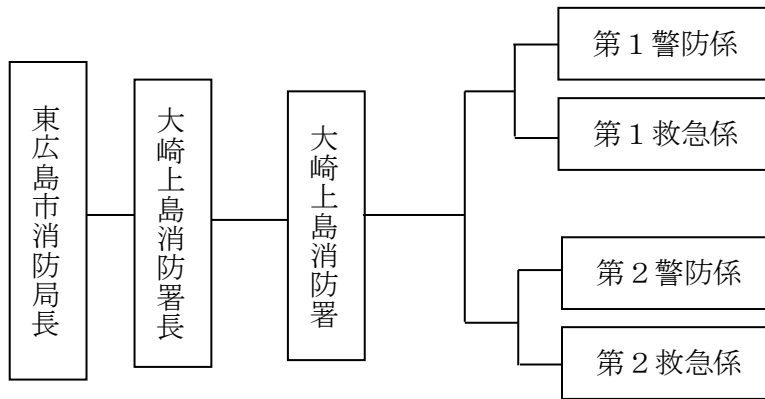 東広島市消防局長
大崎上島消防署長
大崎上島消防署
第１警防係
第１救急係
第２警防係
第２救急係